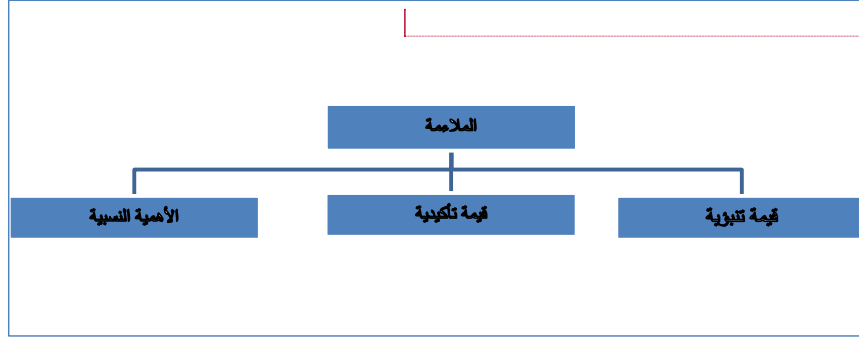 الملاءمة
قيمة تنبؤية
قيمة تأكيدية
الأهمية النسبية